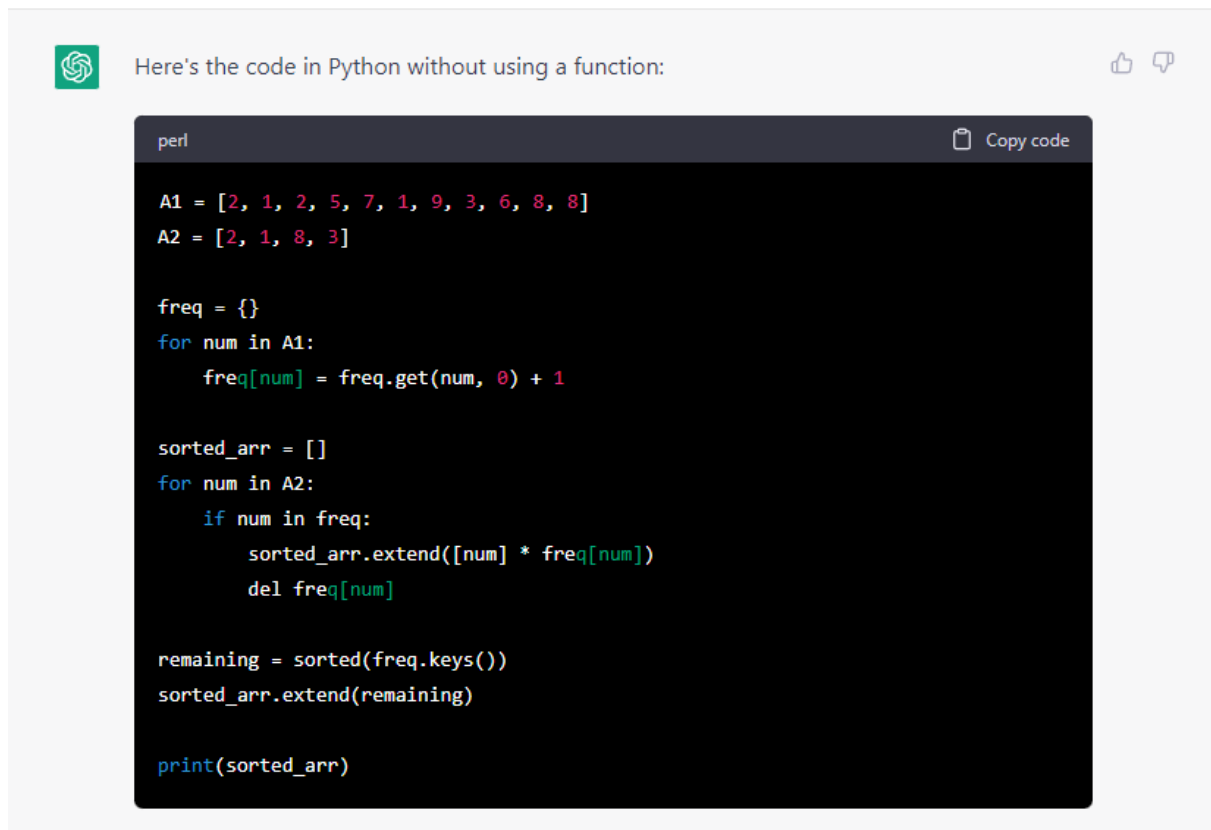 Here's the code in Python without using a function:
perl
Copy code
A1 = [2, 1, 2, 5, 7, 1, 9, 3, 6, 8, 8]
A2 = [2, 1, 8, 3]
freq = {}
for num in A1:
    freq[num] = freq.get(num, 0) + 1
sorted_arr = []
for num in A2:
    if num in freq:
        sorted_arr.extend([num] * freq[num])
        del freq[num]
remaining = sorted(freq.keys())
sorted_arr.extend(remaining)
print(sorted_arr)